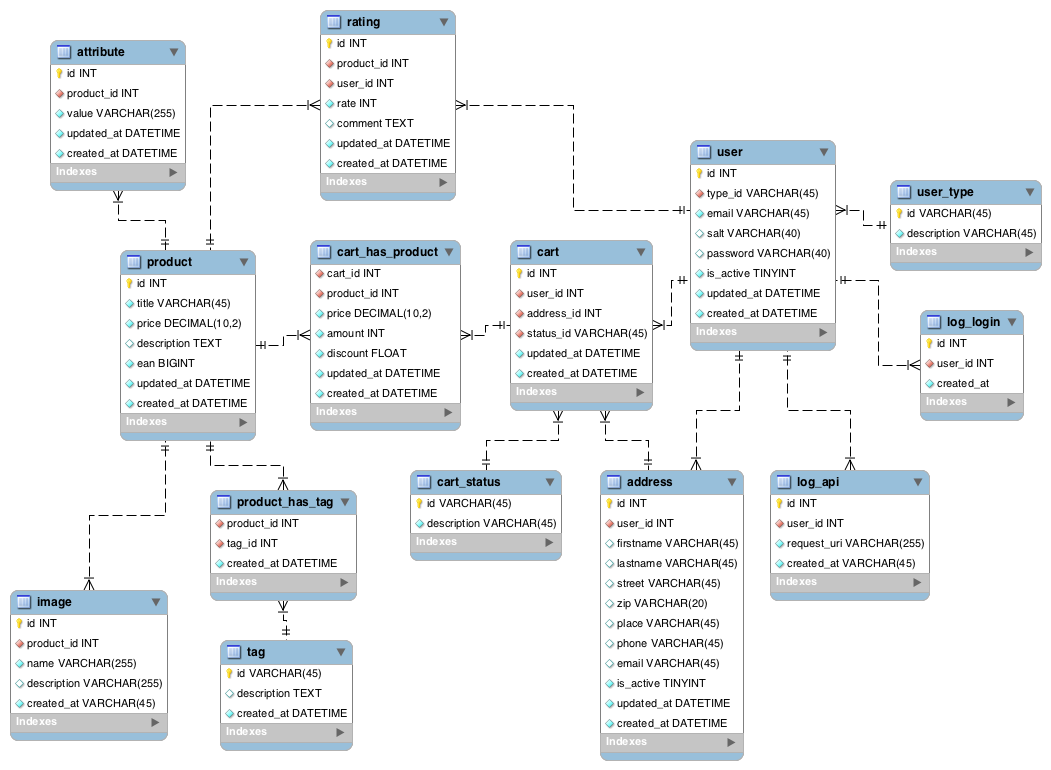 rating
id INT
product_id INT
user_id INT
rate INT
comment TEXT
updated_at DATETIME
created_at DATETIME
Indexes
attribute
id INT
product_id INT
value VARCHAR(255)
updated_at DATETIME
created_at DATETIME
Indexes
user
id INT
type_id VARCHAR(45)
email VARCHAR(45)
salt VARCHAR(40)
password VARCHAR(40)
is_active TINYINT
updated_at DATETIME
created_at DATETIME
Indexes
user_type
id VARCHAR(45)
description VARCHAR(45)
Indexes
product
id INT
title VARCHAR(45)
price DECIMAL(10,2)
description TEXT
ean BIGINT
updated_at DATETIME
created_at DATETIME
Indexes
cart_has_product
cart_id INT
product_id INT
price DECIMAL(10,2)
amount INT
discount FLOAT
updated_at DATETIME
created_at DATETIME
Indexes
cart
id INT
user_id INT
address_id INT
status_id VARCHAR(45)
updated_at DATETIME
created_at DATETIME
Indexes
log_login
id INT
user_id INT
created_at
Indexes
product_has_tag
product_id INT
tag_id INT
created_at DATETIME
Indexes
cart_status
id VARCHAR(45)
description VARCHAR(45)
Indexes
address
id INT
user_id INT
firstname VARCHAR(45)
lastname VARCHAR(45)
street VARCHAR(45)
zip VARCHAR(20)
place VARCHAR(45)
phone VARCHAR(45)
email VARCHAR(45)
is_active TINYINT
updated_at DATETIME
created_at DATETIME
Indexes
log_api
id INT
user_id INT
request_uri VARCHAR(255)
created_at VARCHAR(45)
Indexes
image
id INT
product_id INT
name VARCHAR(255)
description VARCHAR(255)
created_at VARCHAR(45)
Indexes
tag
id VARCHAR(45)
description TEXT
created_at DATETIME
Indexes